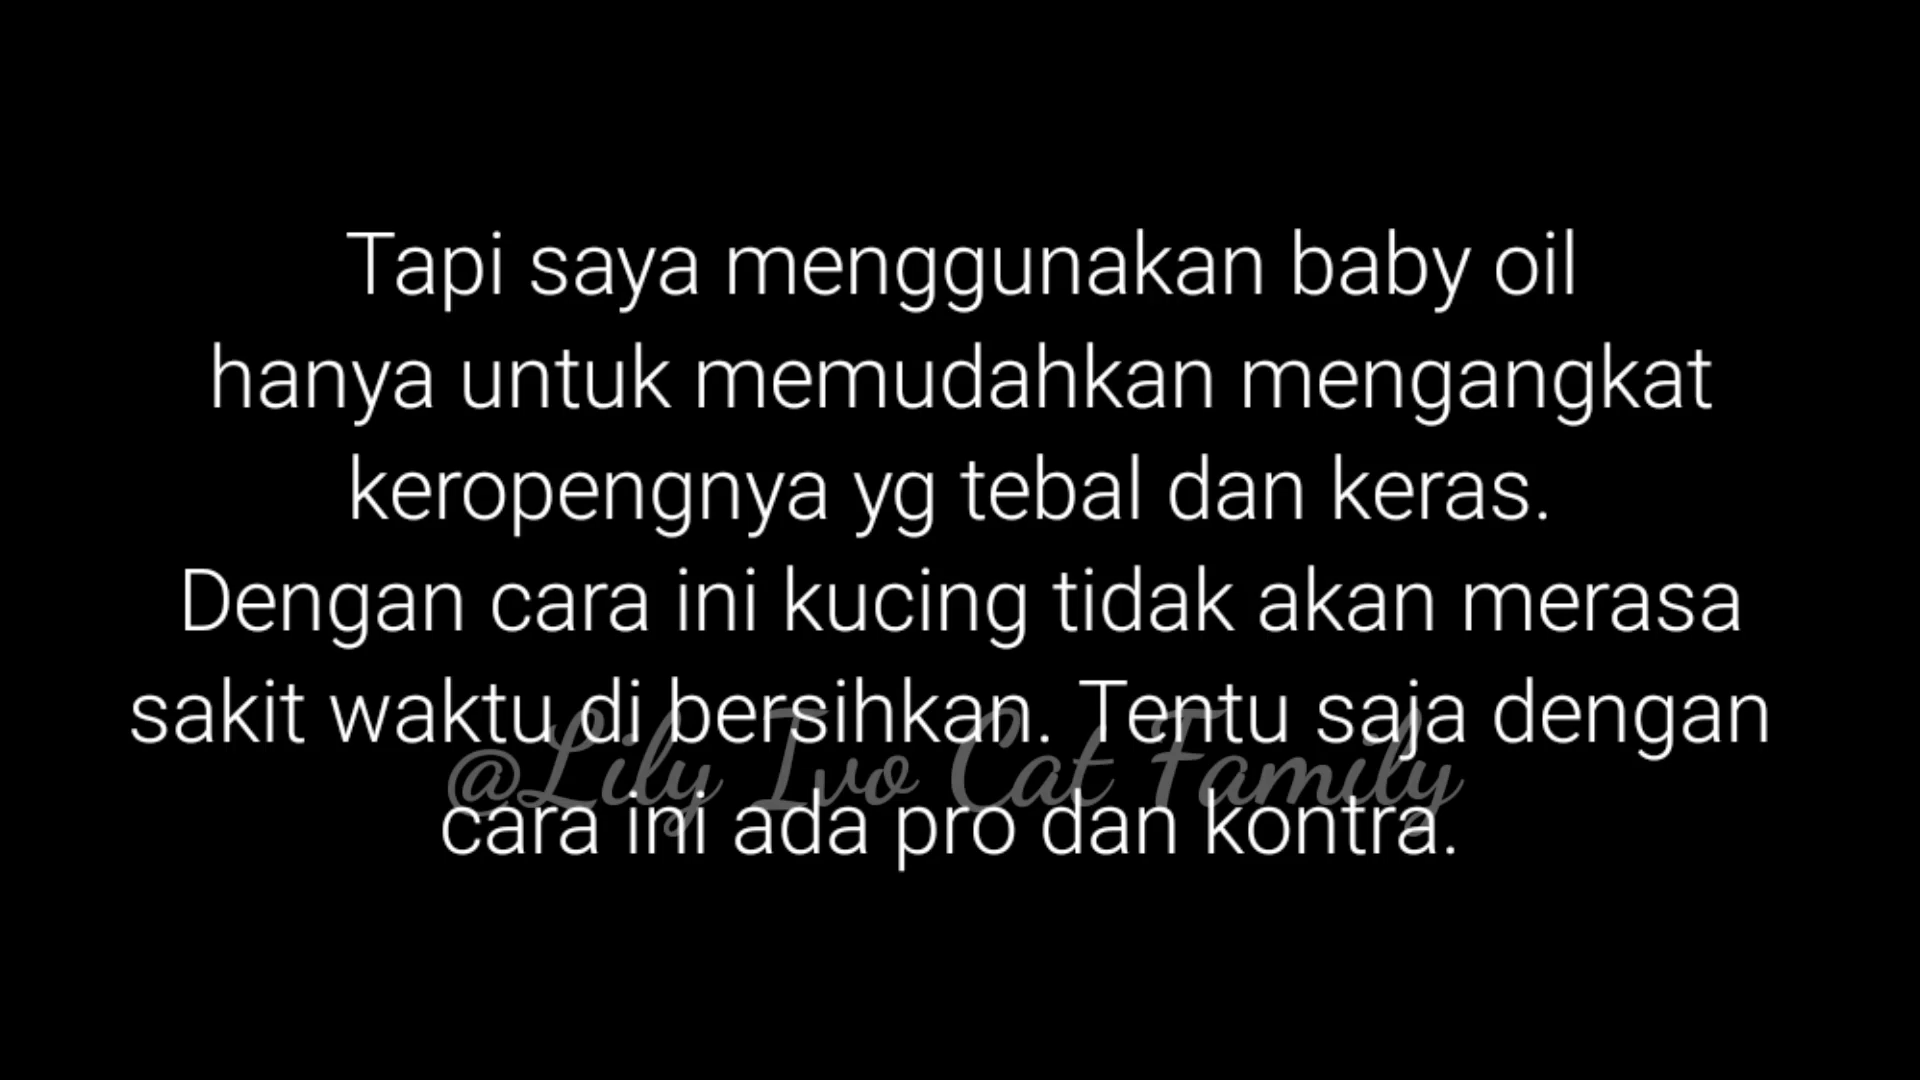 Tapi saya menggunakan baby oil
hanya untuk memudahkan mengangkat
keropengnya yg tebal dan keras.
Dengan cara ini kucing tidak akan merasa
sakit waktu di bersihkan. Tentu saja dengan
@Lily Ivo Cat Family
cara ini ada pro dan kontra.